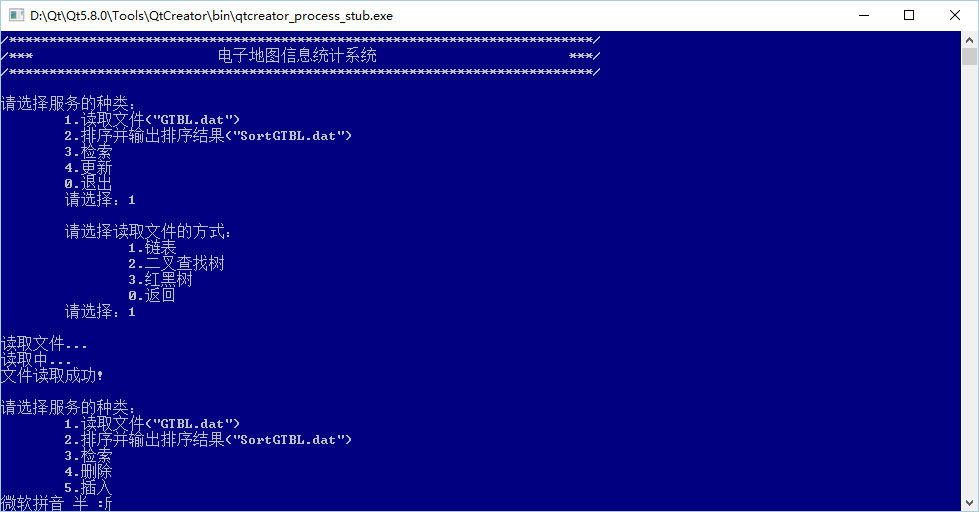 D:\Qt\Qt5.8.0\Tools\QtCreator\bin\qtcreator_process_stub.exe
/*************************************************************************/
/*** 电子地图信息统计系统 ***/
/*************************************************************************/
请选择服务的种类:
1.读取文件("GTBL.dat")
2.排序并输出排序结果("SortGTBL.dat")
3.检索
4.更新
0.退出
请选择: 1
请选择读取文件的方式:
1.链表
2.二叉查找树
3.红黑树
0.返回
请选择: 1
读取文件...
读取中...
文件读取成功!
请选择服务的种类:
1.读取文件("GTBL.dat")
2.排序并输出排序结果("SortGTBL.dat")
3.检索
4.删除
5.插入
微软拼音 半 :